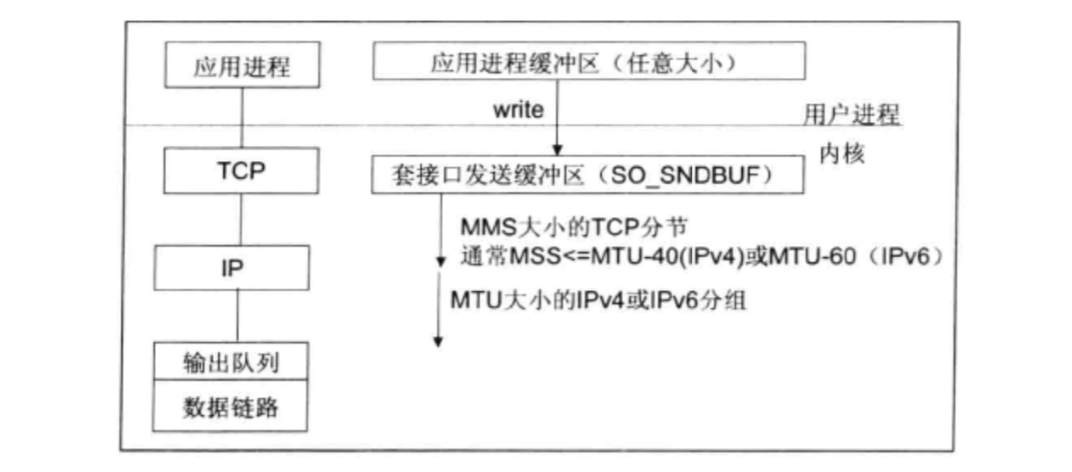 应用进程
应用进程缓冲区（任意大小）
write
用户进程
内核
TCP
套接口发送缓冲区（SO_SNDBUF）
MMS大小的TCP分节
通常MSS<=MTU-40(IPv4)或MTU-60（IPv6）
IP
MTU大小的IPv4或IPv6分组
输出队列
数据链路